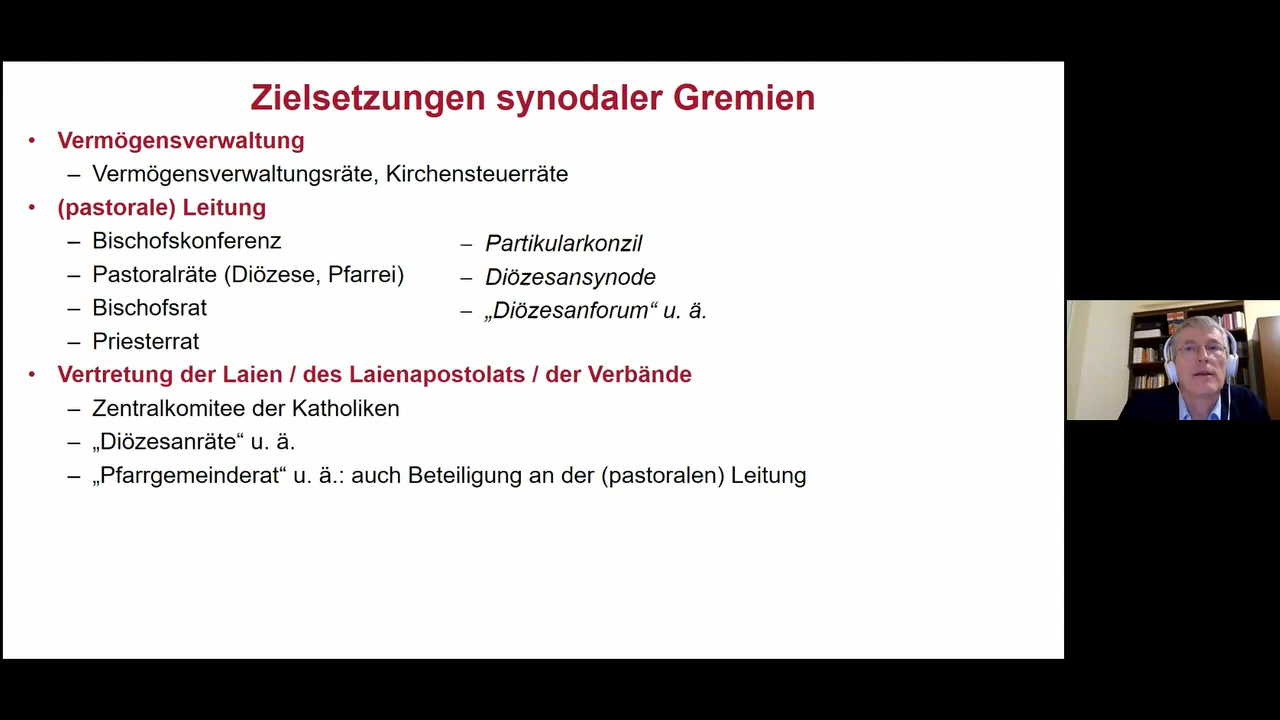 Zielsetzungen synodaler Gremien
• Vermögensverwaltung
– Vermögensverwaltungsräte, Kirchensteuerräte
• (pastorale) Leitung
– Bischofskonferenz
– Pastoralräte (Diözese, Pfarrei)
– Bischofsrat
– Priesterrat
– Partikularkonzil
– Diözesansynode
– „Diözesanforum“ u. ä.
• Vertretung der Laien / des Laienapostolats / der Verbände
– Zentralkomitee der Katholiken
– „Diözesanräte“ u. ä.
– „Pfarrgemeinderat“ u. ä.: auch Beteiligung an der (pastoralen) Leitung